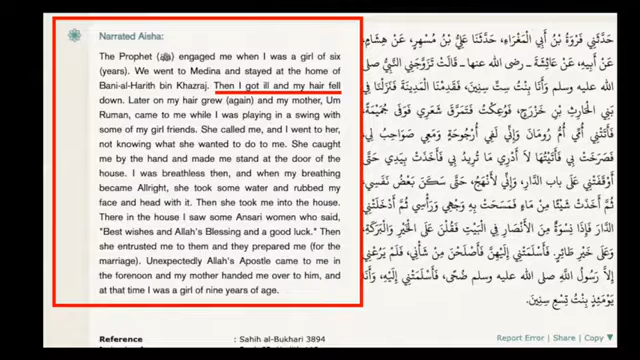 Narrated Aisha:
The Prophet (ﷺ) engaged me when I was a girl of six
(years). We went to Medina and stayed at the home of
Bani-al-Harith bin Khazraj. Then I got ill and my hair fell
down. Later on my hair grew (again) and my mother, Um
Ruman, came to me while I was playing in a swing with
some of my girl friends. She called me, and I went to her,
not knowing what she wanted to do to me. She caught
me by the hand and made me stand at the door of the
house. I was breathless then, and when my breathing
became Allright, she took some water and rubbed my
face and head with it. Then she took me into the house.
There in the house I saw some Ansari women who said,
"Best wishes and Allah's Blessing and a good luck." Then
she entrusted me to them and they prepared me (for the
marriage). Unexpectedly Allah's Apostle came to me in
the forenoon and my mother handed me over to him, and
at that time I was a girl of nine years of age.
حَدَّثَنِي فَرْوَةُ بْنُ أَبِي الْمَغْرَاءِ، حَدَّثَنَا عَلِيُّ بْنُ مُسْهِرٍ، عَنْ هِشَامٍ،
عَنْ أَبِيهِ، عَنْ عَائِشَةَ ـ رضى الله عنها ـ قَالَتْ تَزَوَّجَنِي النَّبِيُّ
صلى الله عليه وسلم وَأَنَا بِنْتُ سِتِّ سِنِينَ، فَقَدِمْنَا الْمَدِينَةَ فَنَزَلْنَا فِي
بَنِي الْحَارِثِ بْنِ خَزْرَجٍ، فَوُعِكْتُ فَتَمَرَّقَ شَعَرِي فَوَفَى جُمَيْمَةً،
فَأَتَتْنِي أُمِّي أُمُّ رُومَانَ وَإِنِّي لَفِي أُرْجُوحَةٍ وَمَعِي صَوَاحِبُ لِي،
فَصَرَخَتْ بِي فَأَتَيْتُهَا لاَ أَدْرِي مَا تُرِيدُ بِي فَأَخَذَتْ بِيَدِي حَتَّى
أَوْقَفَتْنِي عَلَى بَابِ الدَّارِ، وَإِنِّي لأَنْهَجُ، حَتَّى سَكَنَ بَعْضُ نَفَسِي،
ثُمَّ أَخَذَتْ شَيْئًا مِنْ مَاءٍ فَمَسَحَتْ بِهِ وَجْهِي وَرَأْسِي ثُمَّ أَدْخَلَتْنِي
الدَّارَ فَإِذَا نِسْوَةٌ مِنَ الأَنْصَارِ فِي الْبَيْتِ فَقُلْنَ عَلَى الْخَيْرِ وَالْبَرَكَةِ،
وَعَلَى خَيْرِ طَائِرٍ. فَأَسْلَمَتْنِي إِلَيْهِنَّ فَأَصْلَحْنَ مِنْ شَأْنِي، فَلَمْ يَرُعْنِي
إِلاَّ رَسُولُ اللَّهِ صلى الله عليه وسلم ضُحًى، فَأَسْلَمَتْنِي إِلَيْهِ، وَأَنَا
يَوْمَئِذٍ بِنْتُ تِسْعِ سِنِينَ.
Report Error | Share | Copy ▼
Reference : Sahih al-Bukhari 3894